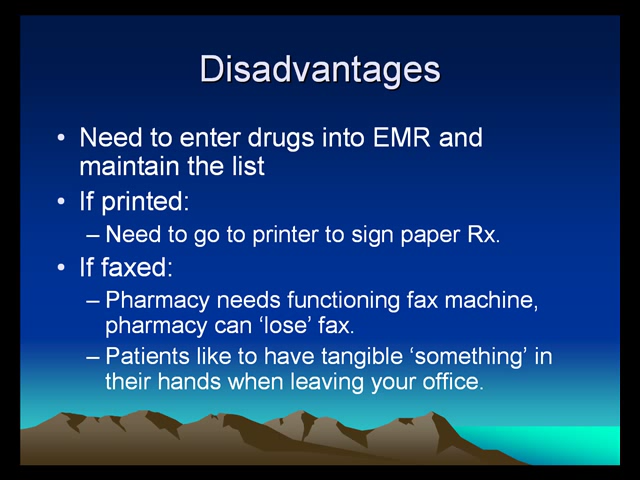 Disadvantages
• Need to enter drugs into EMR and
maintain the list
• If printed:
– Need to go to printer to sign paper Rx.
• If faxed:
– Pharmacy needs functioning fax machine,
pharmacy can ‘lose’ fax.
– Patients like to have tangible ‘something’ in
their hands when leaving your office.